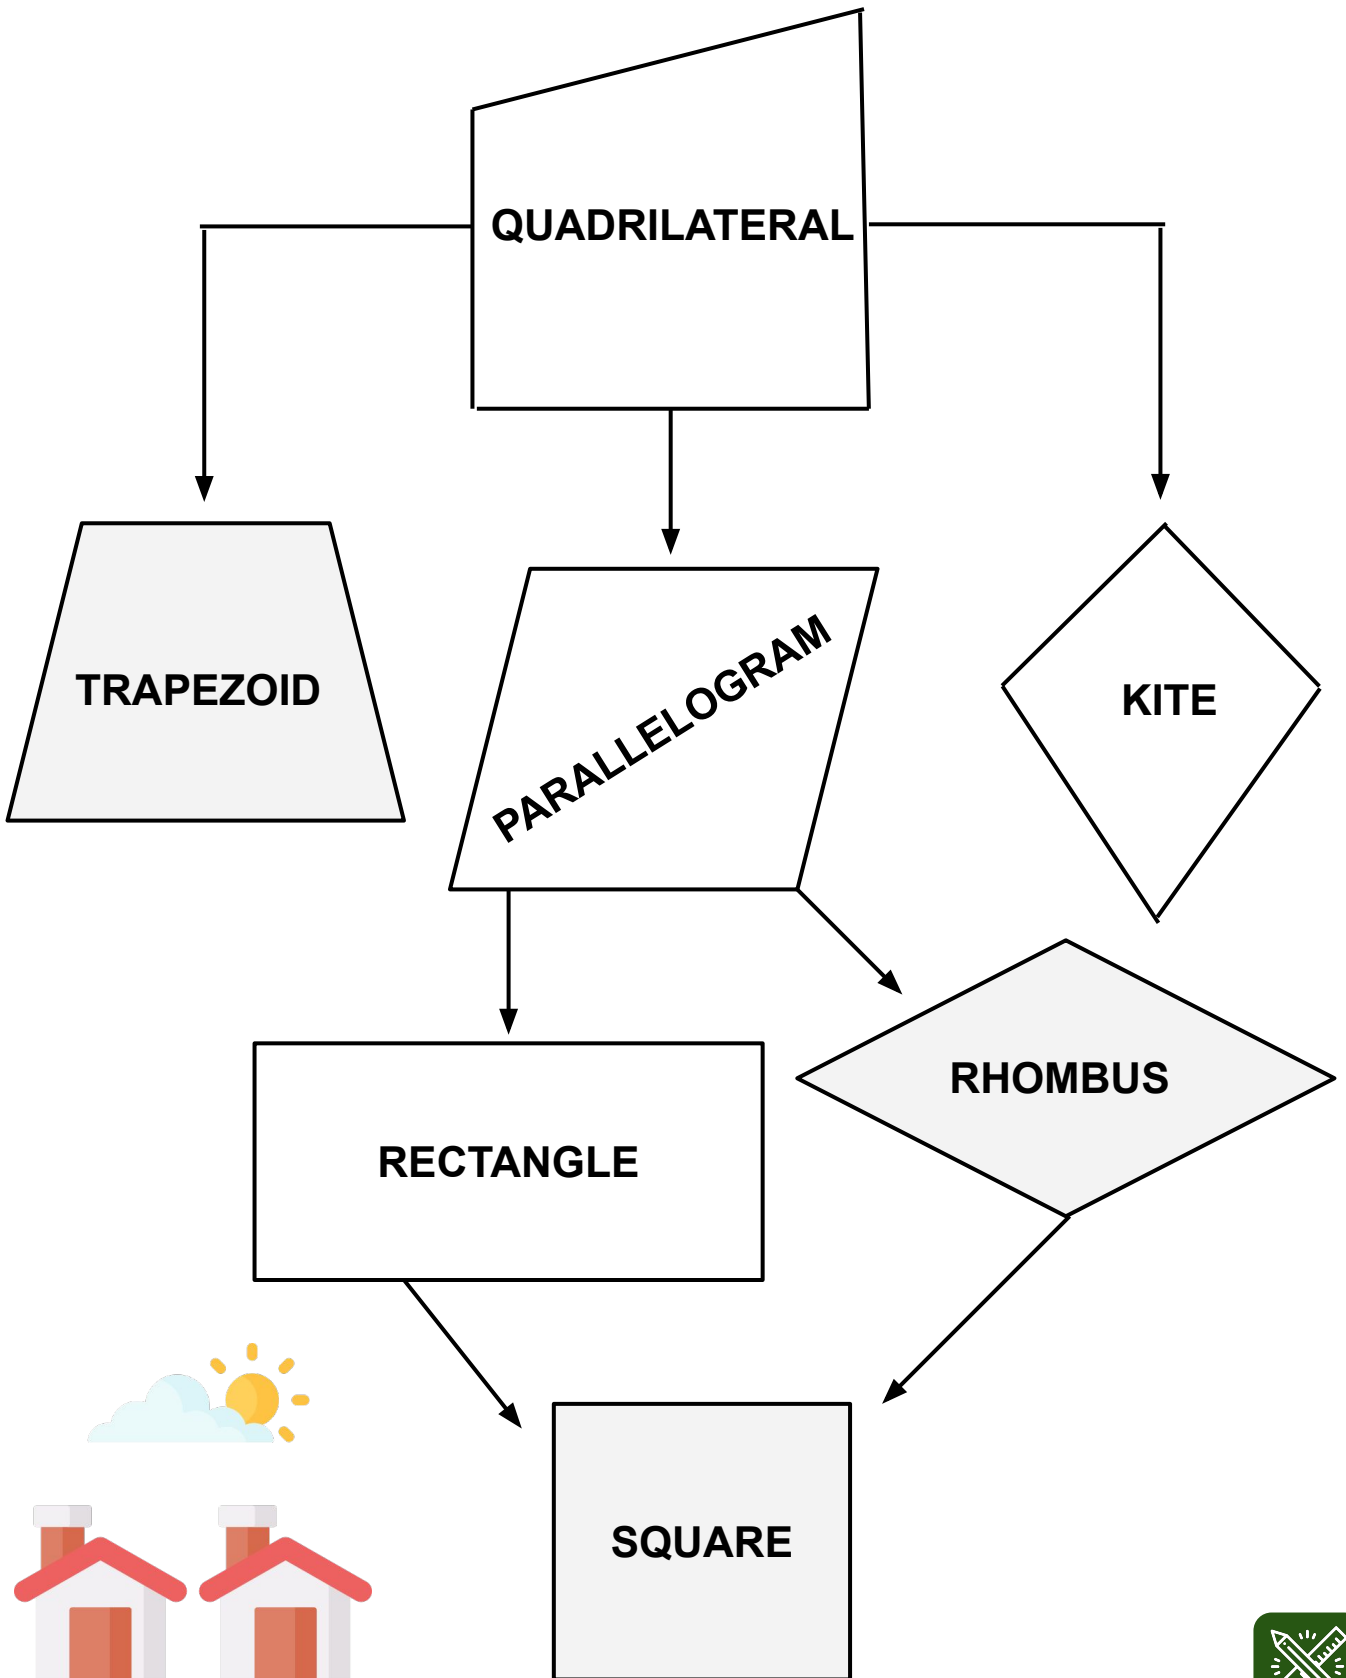 QUADRILATERAL
TRAPEZOID
PARALLELOGRAM
KITE
RECTANGLE
RHOMBUS
SQUARE